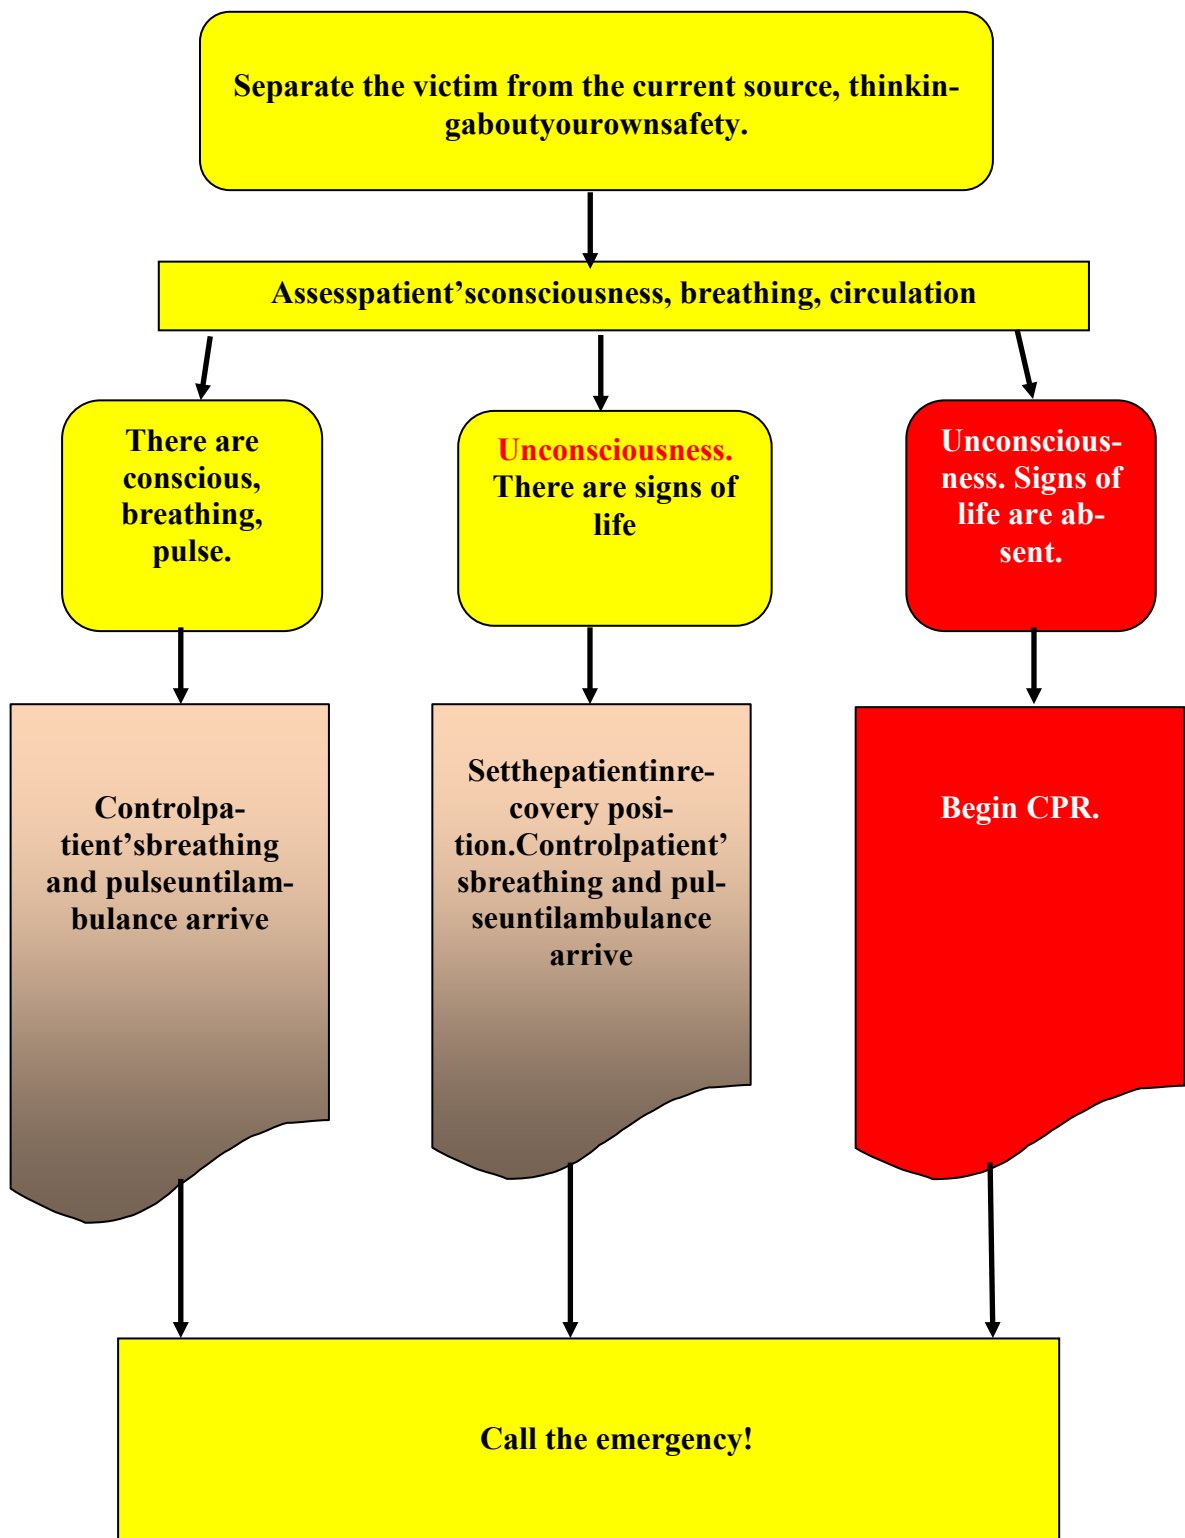 Separate the victim from the current source, thinkin-
gaboutyourownsafety.
Assesspatient’sconsciousness, breathing, circulation
There are
conscious,
breathing,
pulse.
Unconsciousness.
There are signs of
life
Unconscious-
ness. Signs of
life are ab-
sent.
Controlpa-
tient’sbreathing
and pulseuntilam-
bulance arrive
Setthepatientinre-
covery posi-
tion.Controlpatient’
sbreathing and pul-
seuntilambulance
arrive
Begin CPR.
Call the emergency!